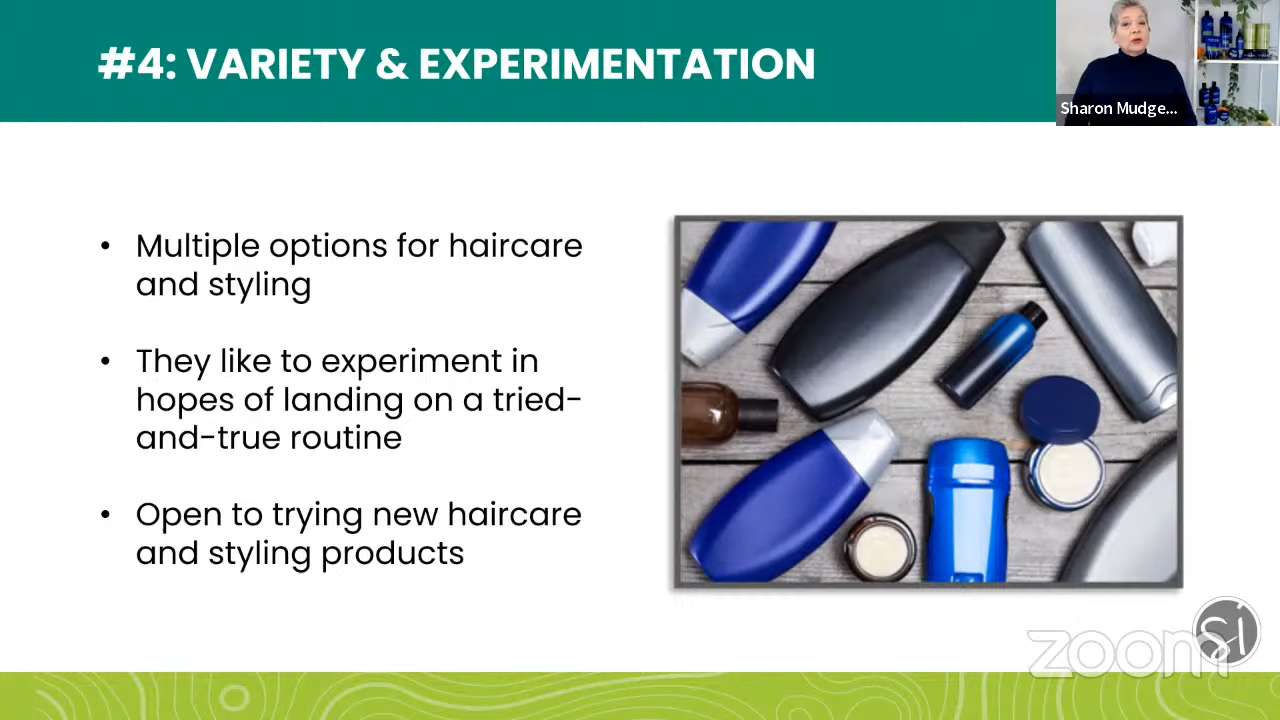 #4: VARIETY & EXPERIMENTATION
Sharon Mudge...
• Multiple options for haircare
and styling
• They like to experiment in
hopes of landing on a tried-
and-true routine
• Open to trying new haircare
and styling products
si
zoom